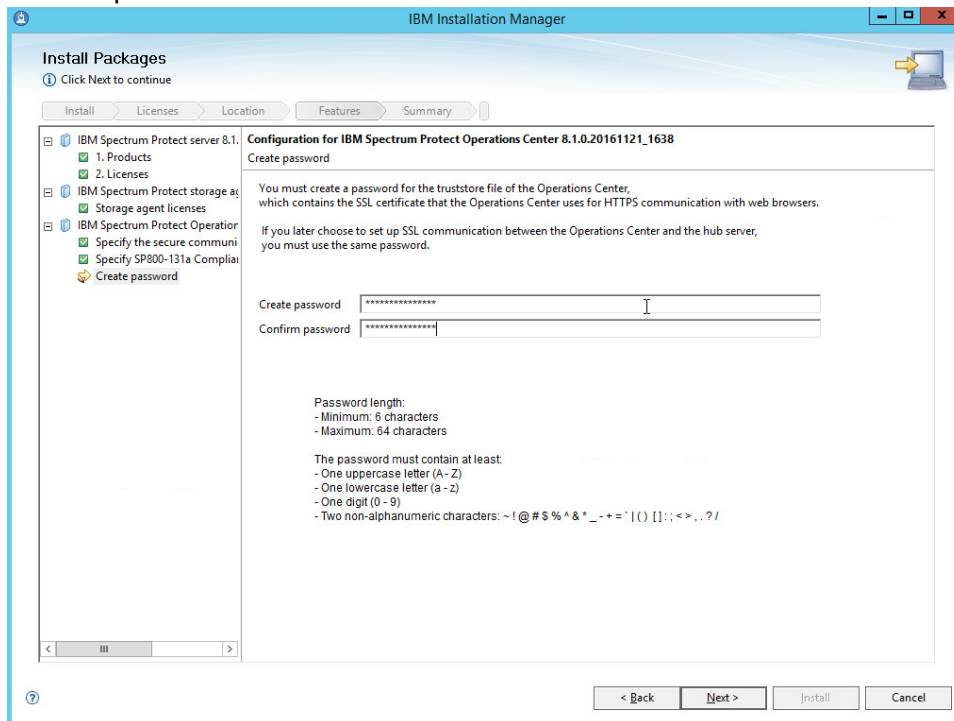 IBM Installation Manager
Install Packages
Click Next to continue
Install Licenses Location Features Summary
IBM Spectrum Protect server 8.1.
1. Products
2. Licenses
IBM Spectrum Protect storage ag
Storage agent licenses
IBM Spectrum Protect Operation
Specify the secure communi
Specify SP800-131a Complian
Create password
Configuration for IBM Spectrum Protect Operations Center 8.1.0.20161121_1638
Create password
You must create a password for the truststore file of the Operations Center,
which contains the SSL certificate that the Operations Center uses for HTTPS communication with web browsers.
If you later choose to set up SSL communication between the Operations Center and the hub server,
you must use the same password.
Create password ***************
Confirm password ***************
Password length:
- Minimum: 6 characters
- Maximum: 64 characters
The password must contain at least:
- One uppercase letter (A - Z)
- One lowercase letter (a - z)
- One digit (0 - 9)
- Two non-alphanumeric characters: ~ ! @ # $ % ^ & * _ - + = ` | ( ) [ ] : ; < > , . ? /
< Back Next > Install Cancel